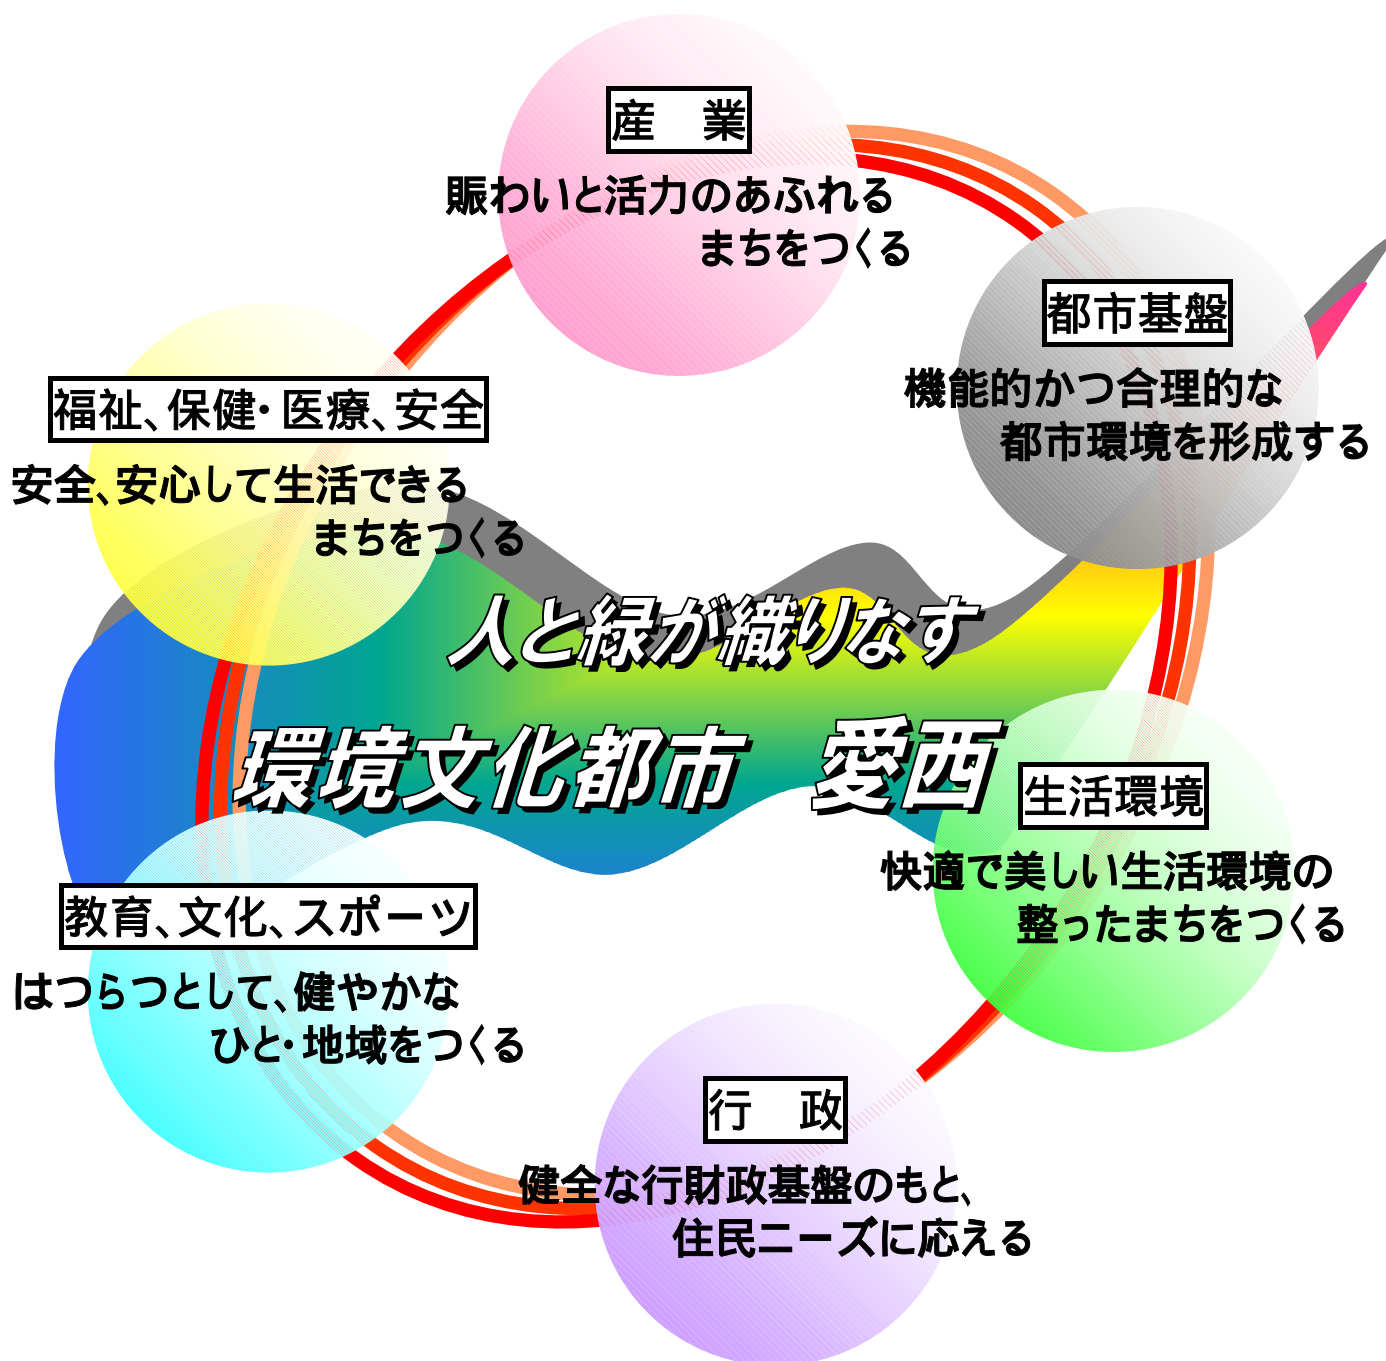 産　業
賑わいと活力のあふれる
まちをつくる
都市基盤
機能的かつ合理的な
都市環境を形成する
福祉、保健・医療、安全
安全、安心して生活できる
まちをつくる
人と緑が織りなす
環境文化都市　愛西
生活環境
快適で美しい生活環境の
整ったまちをつくる
教育、文化、スポーツ
はつらつとして、健やかな
ひと・地域をつくる
行　政
健全な行財政基盤のもと、
住民ニーズに応える